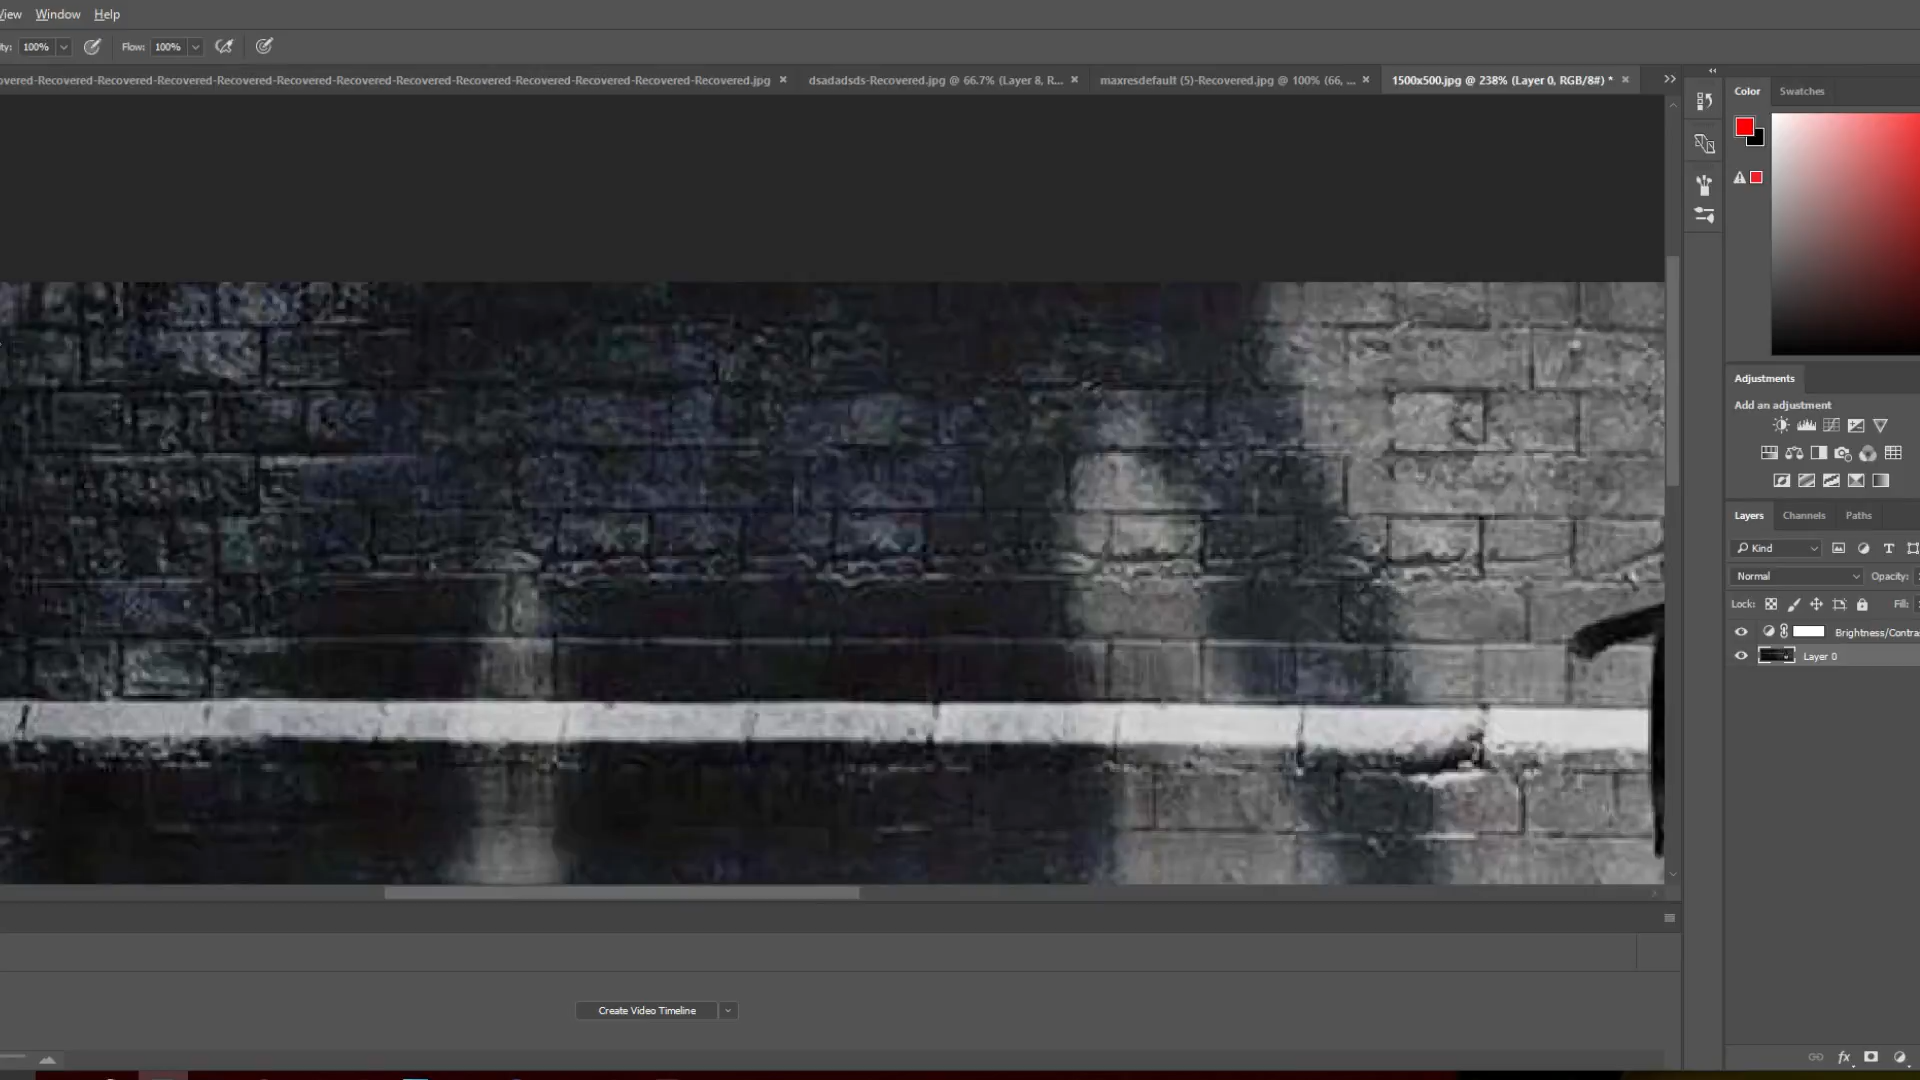 View Window Help
ty: 100% Flow: 100%
overed-Recovered-Recovered-Recovered-Recovered-Recovered-Recovered-Recovered-Recovered-Recovered-Recovered-Recovered-Recovered.jpg × dsadadsds-Recovered.jpg @ 66.7% (Layer 8, R... × maxresdefault (5)-Recovered.jpg @ 100% (66, ... × 1500x500.jpg @ 238% (Layer 0, RGB/8#) * ×
Color Swatches
Adjustments
Add an adjustment
Layers Channels Paths
Kind
Normal Opacity:
Lock: Fill:
Brightness/Contra
Layer 0
Create Video Timeline
fx